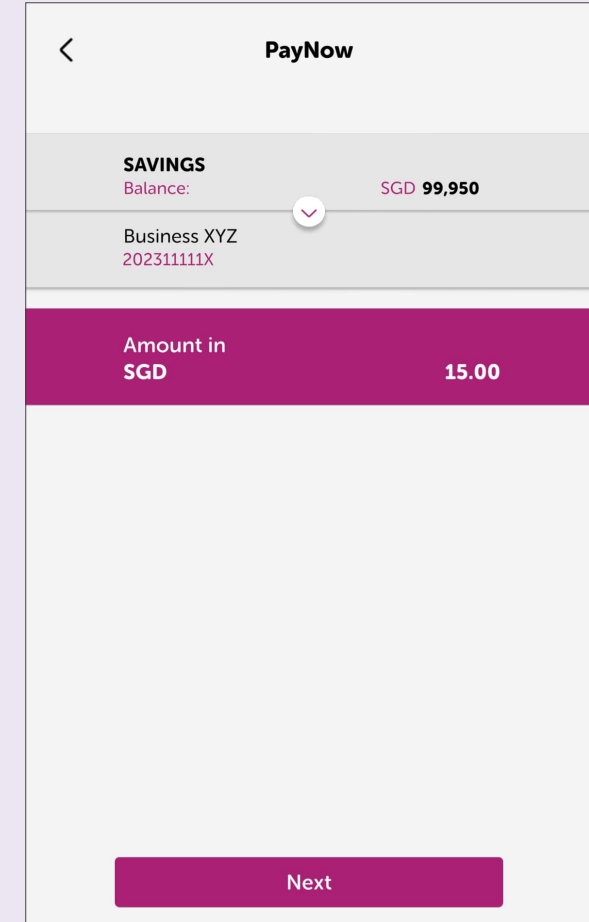 PayNow
SAVINGS
Balance: SGD 99,950
Business XYZ
202311111X
Amount in
SGD 15.00
Next